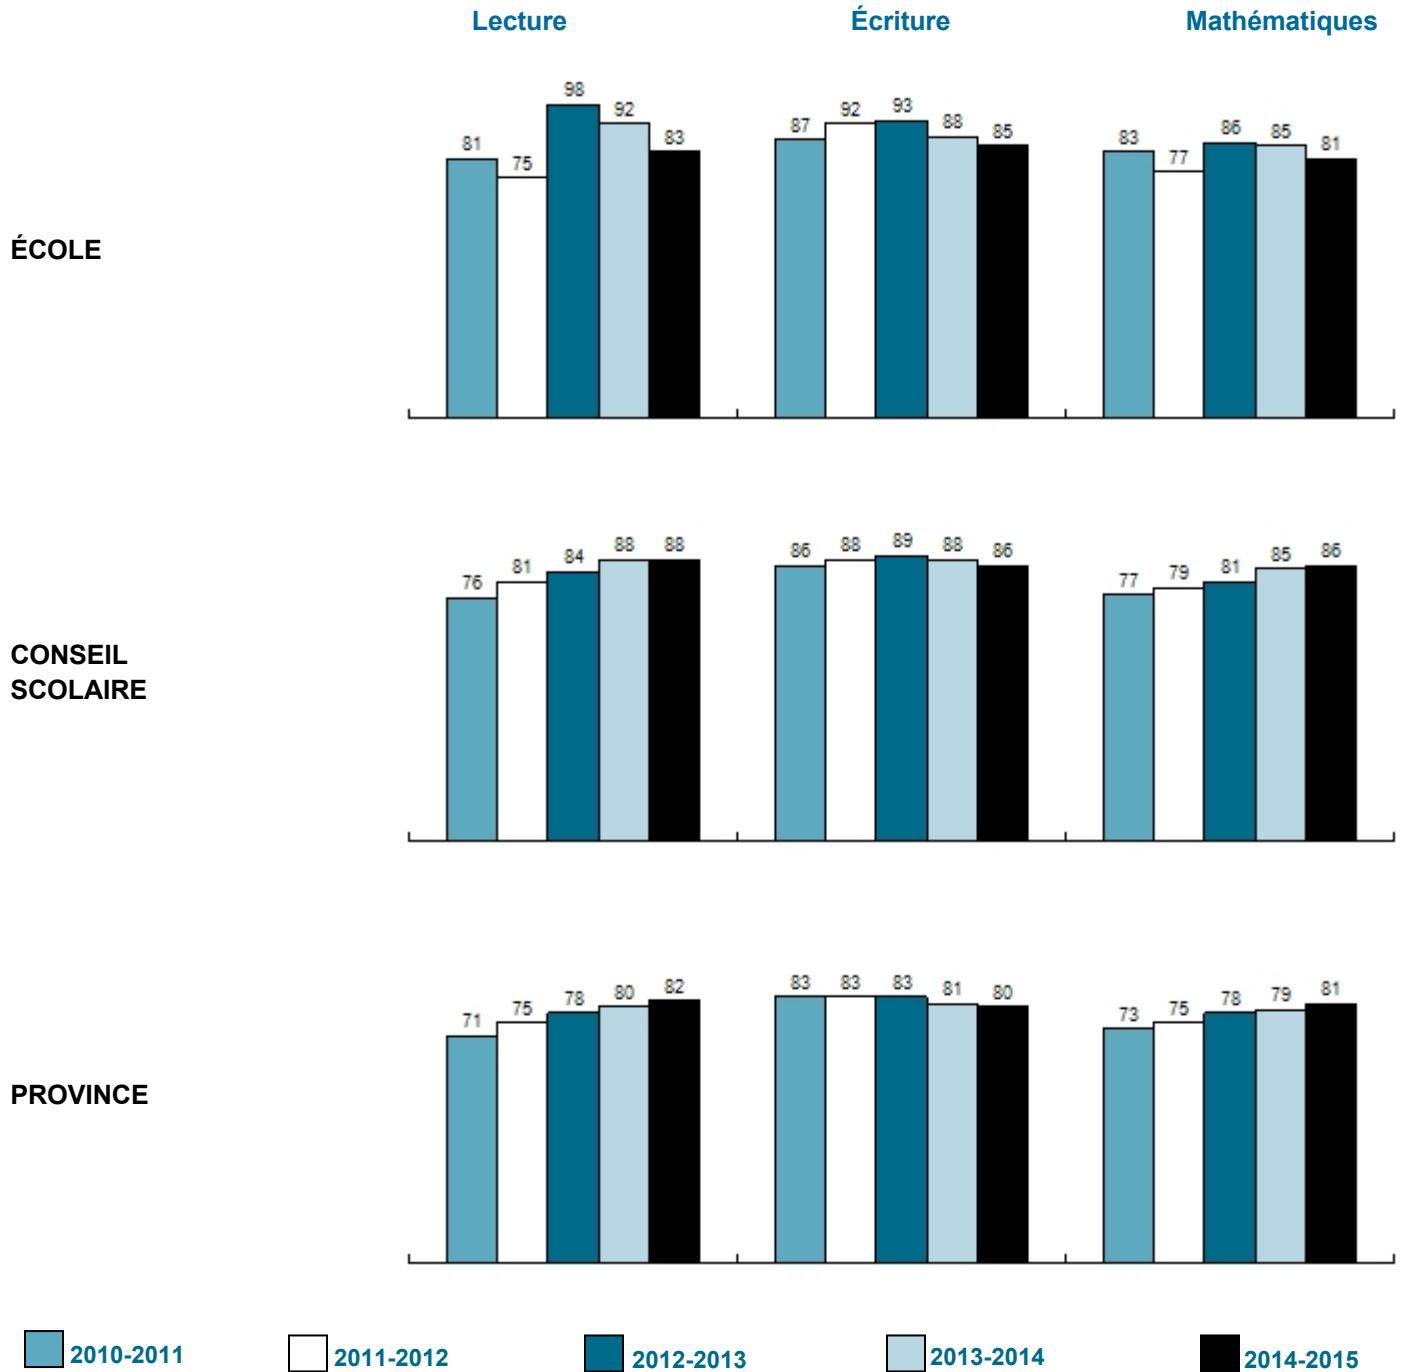 Lecture Écriture Mathématiques
ÉCOLE
81 75 98 92 83
87 92 93 88 85
83 77 86 85 81
CONSEIL
SCOLAIRE
76 81 84 88 88
86 88 89 88 86
77 79 81 85 86
PROVINCE
71 75 78 80 82
83 83 83 81 80
73 75 78 79 81
2010-2011 2011-2012 2012-2013 2013-2014 2014-2015